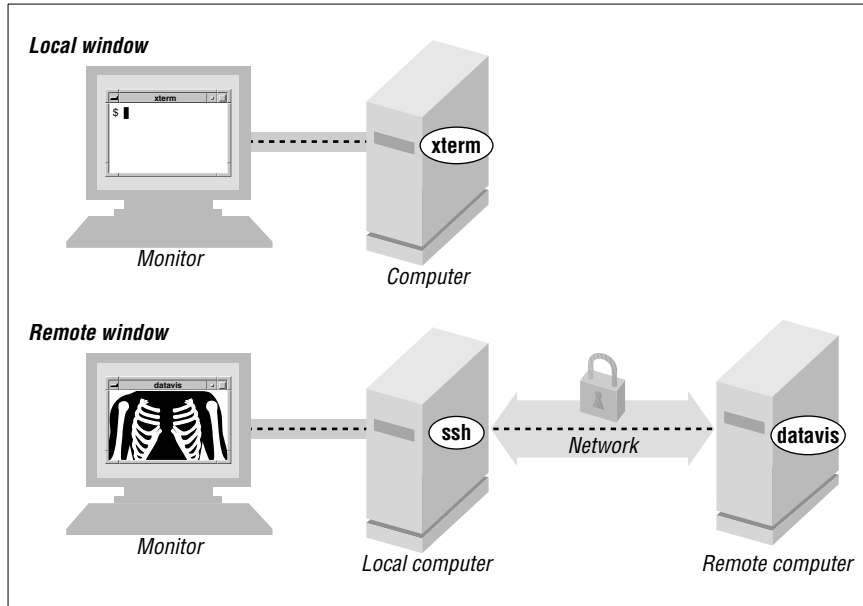 Local window
xterm
$
xterm
Monitor
Computer
Remote window
datavis
ssh
Network
datavis
Monitor
Local computer
Remote computer